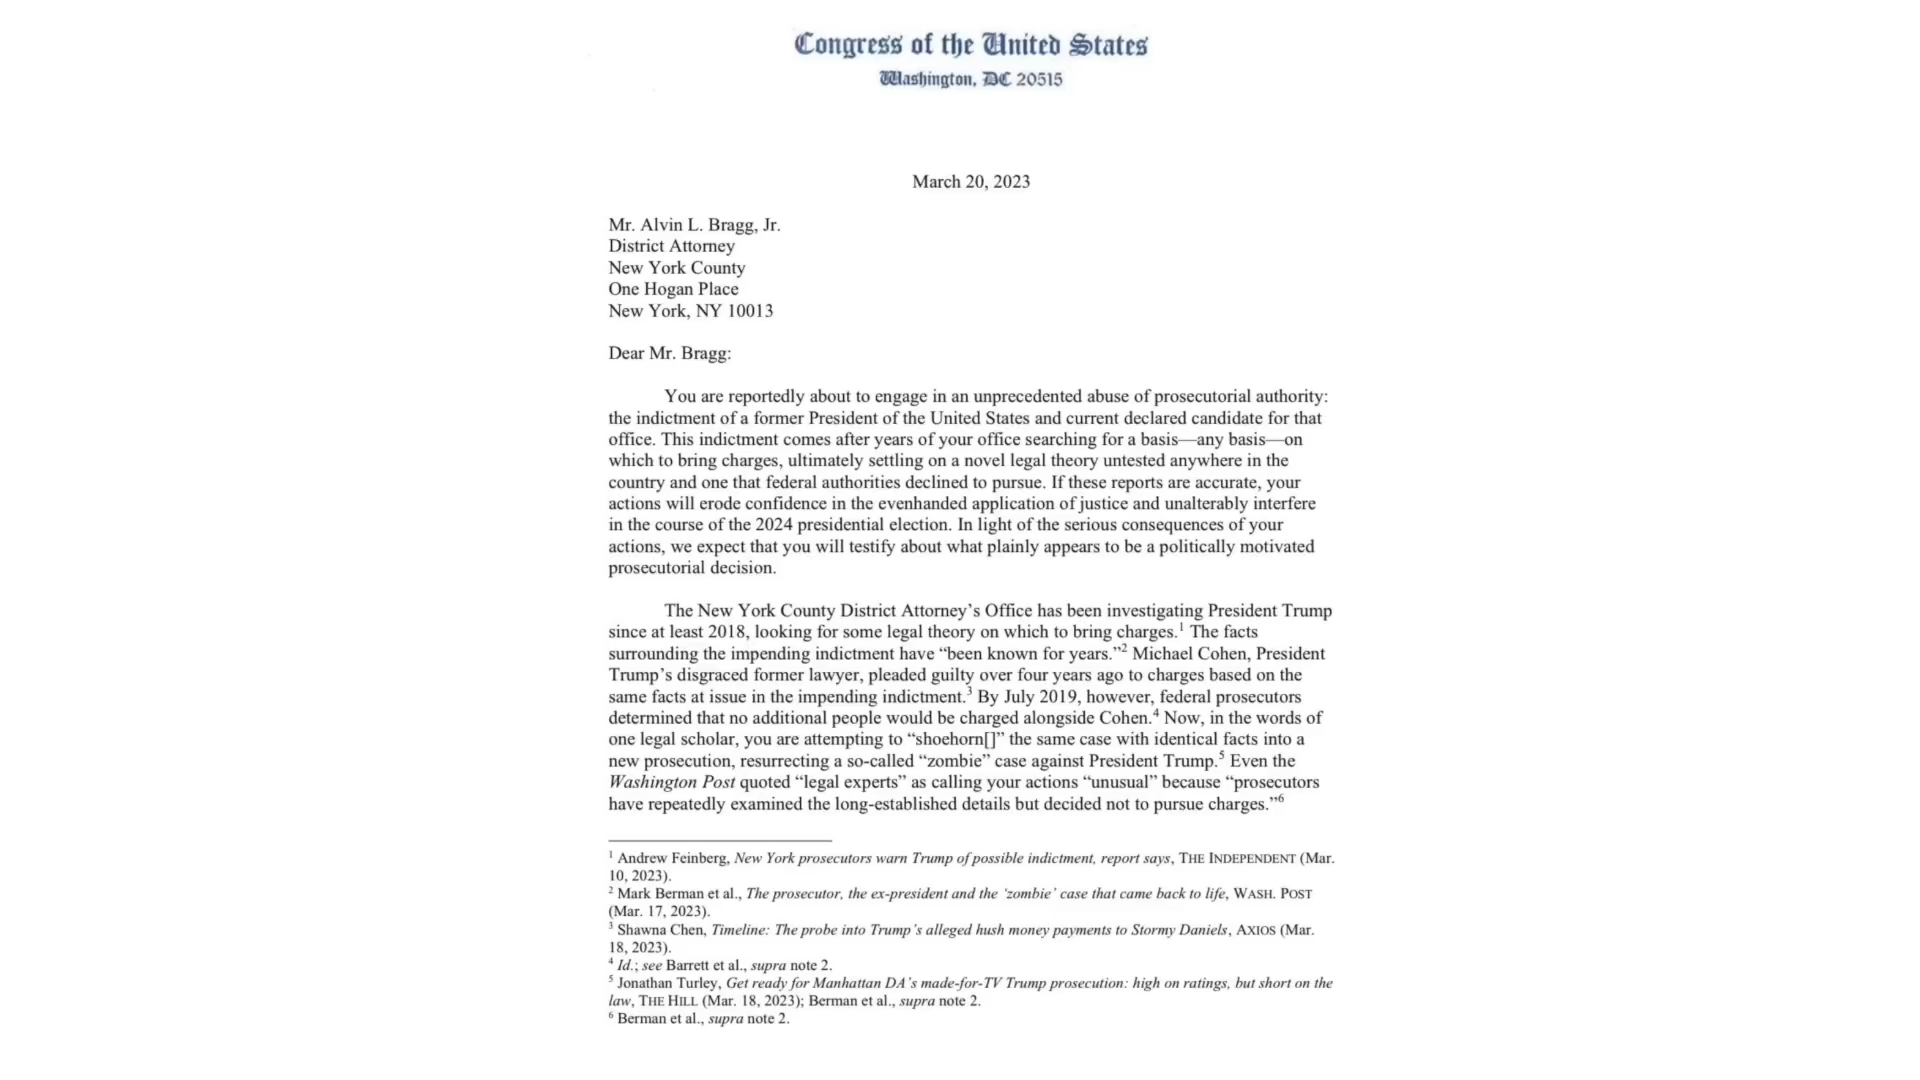 Congress of the United States
Washington, DC 20515
March 20, 2023
Mr. Alvin L. Bragg, Jr.
District Attorney
New York County
One Hogan Place
New York, NY 10013
Dear Mr. Bragg:
You are reportedly about to engage in an unprecedented abuse of prosecutorial authority:
the indictment of a former President of the United States and current declared candidate for that
office. This indictment comes after years of your office searching for a basis—any basis—on
which to bring charges, ultimately settling on a novel legal theory untested anywhere in the
country and one that federal authorities declined to pursue. If these reports are accurate, your
actions will erode confidence in the evenhanded application of justice and unalterably interfere
in the course of the 2024 presidential election. In light of the serious consequences of your
actions, we expect that you will testify about what plainly appears to be a politically motivated
prosecutorial decision.
The New York County District Attorney’s Office has been investigating President Trump
since at least 2018, looking for some legal theory on which to bring charges.¹ The facts
surrounding the impending indictment have “been known for years.”² Michael Cohen, President
Trump’s disgraced former lawyer, pleaded guilty over four years ago to charges based on the
same facts at issue in the impending indictment.³ By July 2019, however, federal prosecutors
determined that no additional people would be charged alongside Cohen.⁴ Now, in the words of
one legal scholar, you are attempting to “shoehorn[]” the same case with identical facts into a
new prosecution, resurrecting a so-called “zombie” case against President Trump.⁵ Even the
Washington Post quoted “legal experts” as calling your actions “unusual” because “prosecutors
have repeatedly examined the long-established details but decided not to pursue charges.”⁶
¹ Andrew Feinberg, New York prosecutors warn Trump of possible indictment, report says, THE INDEPENDENT (Mar.
10, 2023).
² Mark Berman et al., The prosecutor, the ex-president and the ‘zombie’ case that came back to life, WASH. POST
(Mar. 17, 2023).
³ Shawna Chen, Timeline: The probe into Trump’s alleged hush money payments to Stormy Daniels, AXIOS (Mar.
18, 2023).
⁴ Id.; see Barrett et al., supra note 2.
⁵ Jonathan Turley, Get ready for Manhattan DA’s made-for-TV Trump prosecution: high on ratings, but short on the
law, THE HILL (Mar. 18, 2023); Berman et al., supra note 2.
⁶ Berman et al., supra note 2.